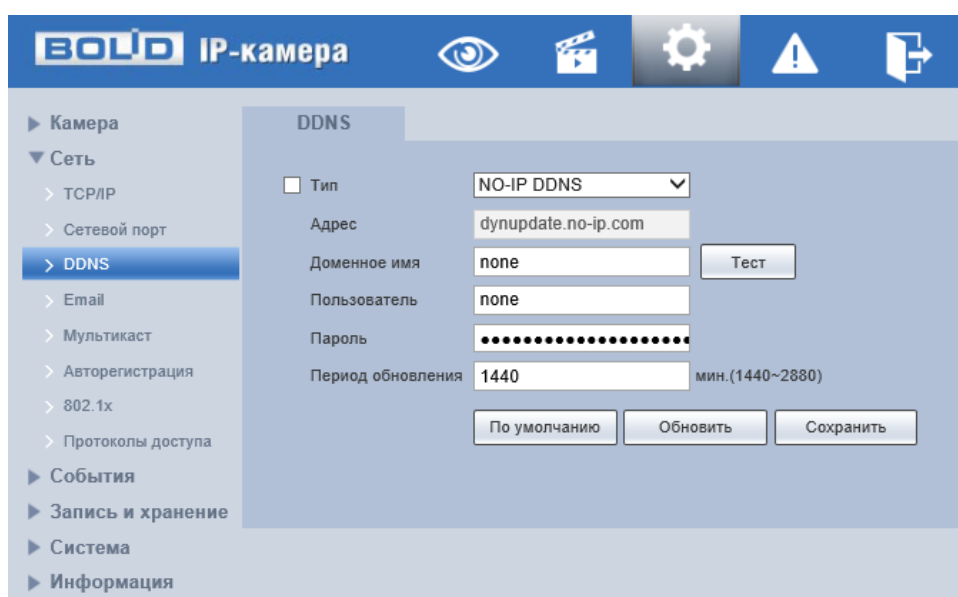 BOLID IP-камера
Камера
Сеть
TCP/IP
Сетевой порт
DDNS
Email
Мультикаст
Авторегистрация
802.1x
Протоколы доступа
События
Запись и хранение
Система
Информация
DDNS
Тип NO-IP DDNS
Адрес dynupdate.no-ip.com
Доменное имя none Тест
Пользователь none
Пароль ●●●●●●●●●●●●●●●●●●●●
Период обновления 1440 мин.(1440~2880)
По умолчанию Обновить Сохранить